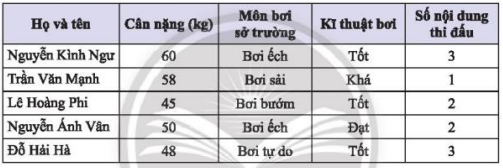 Họ và tên | Cân nặng (kg) | Môn bơi sở trường | Kĩ thuật bơi | Số nội dung thi đấu
Nguyễn Kình Ngư | 60 | Bơi ếch | Tốt | 3
Trần Văn Mạnh | 58 | Bơi sải | Khá | 1
Lê Hoàng Phi | 45 | Bơi bướm | Tốt | 2
Nguyễn Ánh Vân | 50 | Bơi ếch | Đạt | 2
Đỗ Hải Hà | 48 | Bơi tự do | Tốt | 3